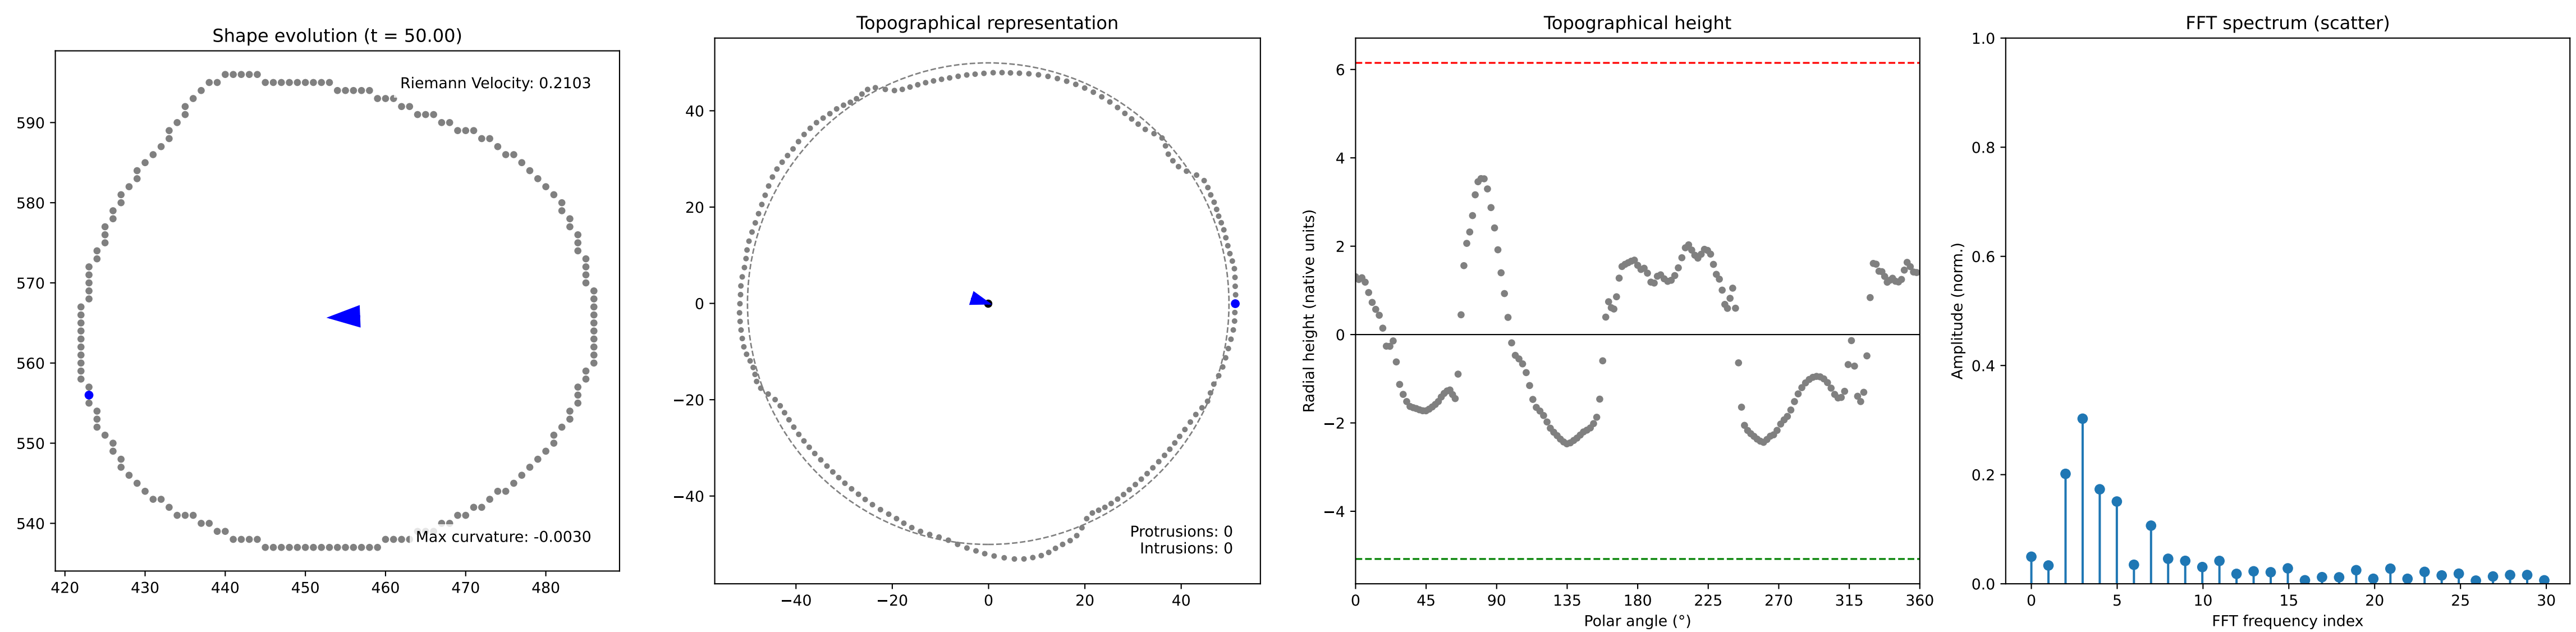 Shape evolution (t = 50.00)
Riemann Velocity: 0.2103
Max curvature: -0.0030
590
580
570
560
550
540
420 430 440 450 460 470 480
Topographical representation
Protrusions: 0
Intrusions: 0
40
20
0
−20
−40
−40 −20 0 20 40
Topographical height
Radial height (native units)
6
4
2
0
−2
−4
0 45 90 135 180 225 270 315 360
Polar angle (°)
FFT spectrum (scatter)
Amplitude (norm.)
1.0
0.8
0.6
0.4
0.2
0.0
0 5 10 15 20 25 30
FFT frequency index